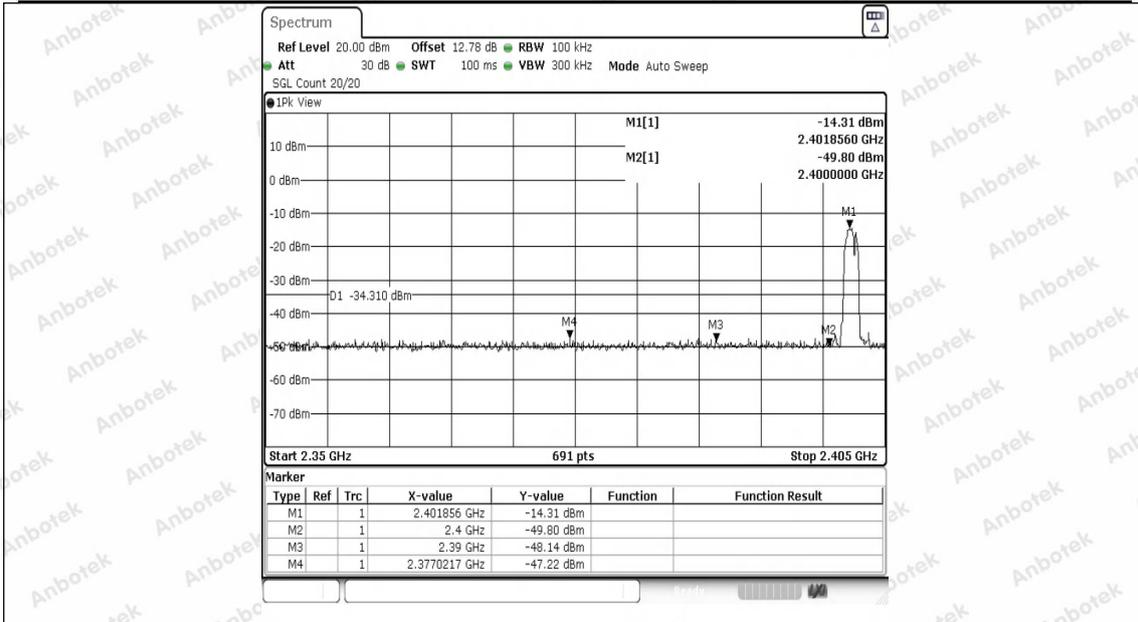 Spectrum
Ref Level 20.00 dBm Offset 12.78 dB RBW 100 kHz
Att 30 dB SWT 100 ms VBW 300 kHz Mode Auto Sweep
SGL Count 20/20
1Pk View
M1[1] -14.31 dBm
2.4018560 GHz
10 dBm
M2[1] -49.80 dBm
2.4000000 GHz
0 dBm
-10 dBm
M1
-20 dBm
-30 dBm
D1 -34.310 dBm
-40 dBm
M4
M3
M2
-50 dBm
-60 dBm
-70 dBm
Start 2.35 GHz 691 pts Stop 2.405 GHz
Marker
Type Ref Trc X-value Y-value Function Function Result
M1 1 2.401856 GHz -14.31 dBm
M2 1 2.4 GHz -49.80 dBm
M3 1 2.39 GHz -48.14 dBm
M4 1 2.3770217 GHz -47.22 dBm
Ready
Anbotek